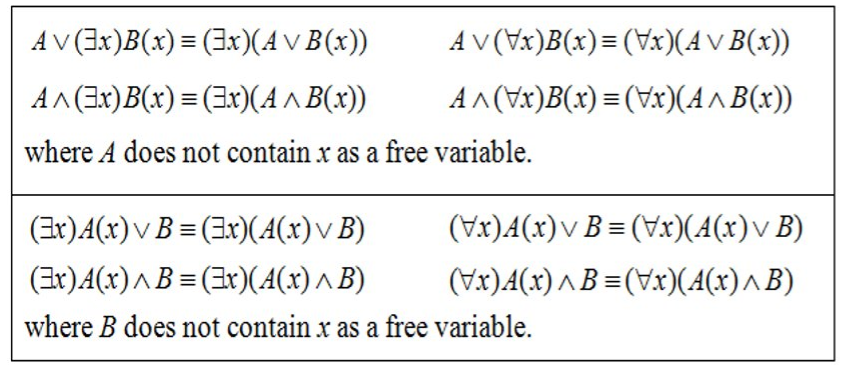 A ∨ (∃x)B(x) ≡ (∃x)(A ∨ B(x)) A ∨ (∀x)B(x) ≡ (∀x)(A ∨ B(x))
A ∧ (∃x)B(x) ≡ (∃x)(A ∧ B(x)) A ∧ (∀x)B(x) ≡ (∀x)(A ∧ B(x))
where A does not contain x as a free variable.
(∃x)A(x) ∨ B ≡ (∃x)(A(x) ∨ B) (∀x)A(x) ∨ B ≡ (∀x)(A(x) ∨ B)
(∃x)A(x) ∧ B ≡ (∃x)(A(x) ∧ B) (∀x)A(x) ∧ B ≡ (∀x)(A(x) ∧ B)
where B does not contain x as a free variable.